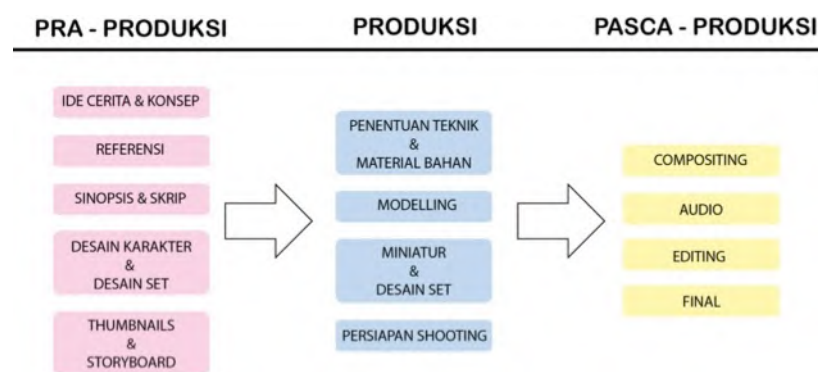 PRA - PRODUKSI
IDE CERITA & KONSEP
REFERENSI
SINOPSIS & SKRIP
DESAIN KARAKTER
&
DESAIN SET
THUMBNAILS
&
STORYBOARD
PRODUKSI
PENENTUAN TEKNIK
&
MATERIAL BAHAN
MODELLING
MINIATUR
&
DESAIN SET
PERSIAPAN SHOOTING
PASCA - PRODUKSI
COMPOSITING
AUDIO
EDITING
FINAL